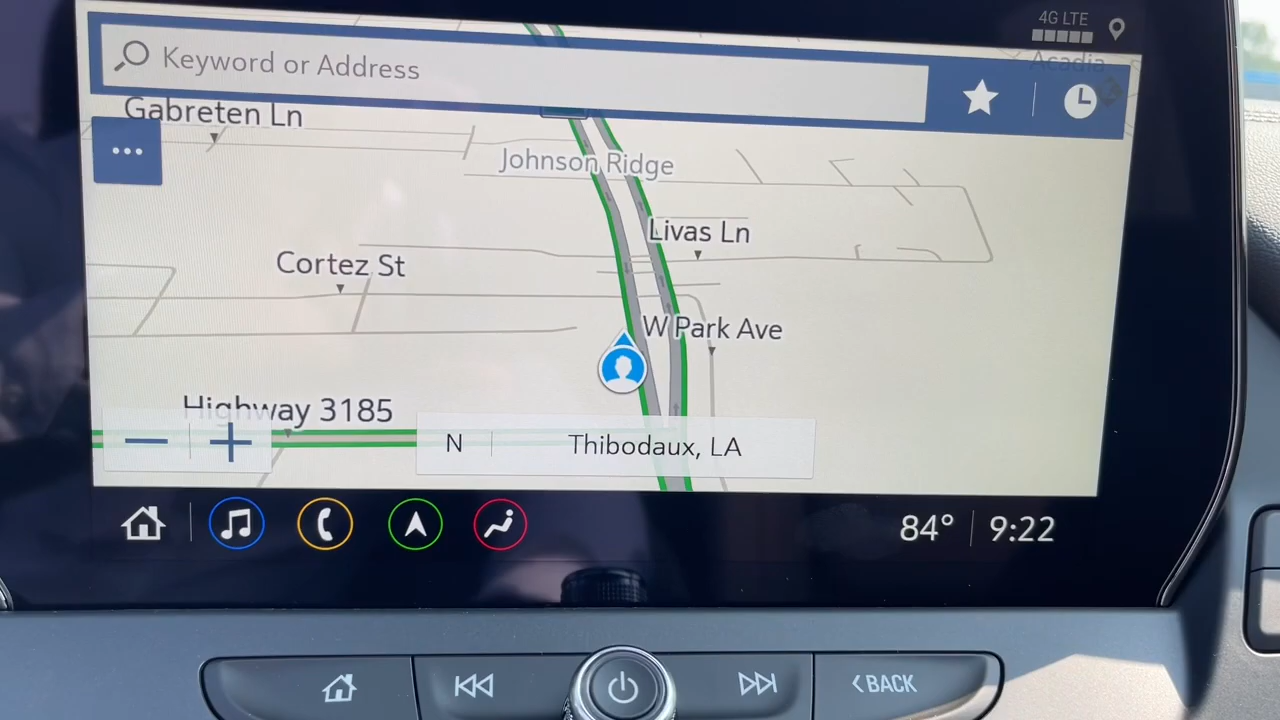 4G LTE
Keyword or Address
Acadia
Gabreten Ln
Johnson Ridge
Livas Ln
Cortez St
W Park Ave
Highway 3185
N
Thibodaux, LA
84° 9:22
BACK